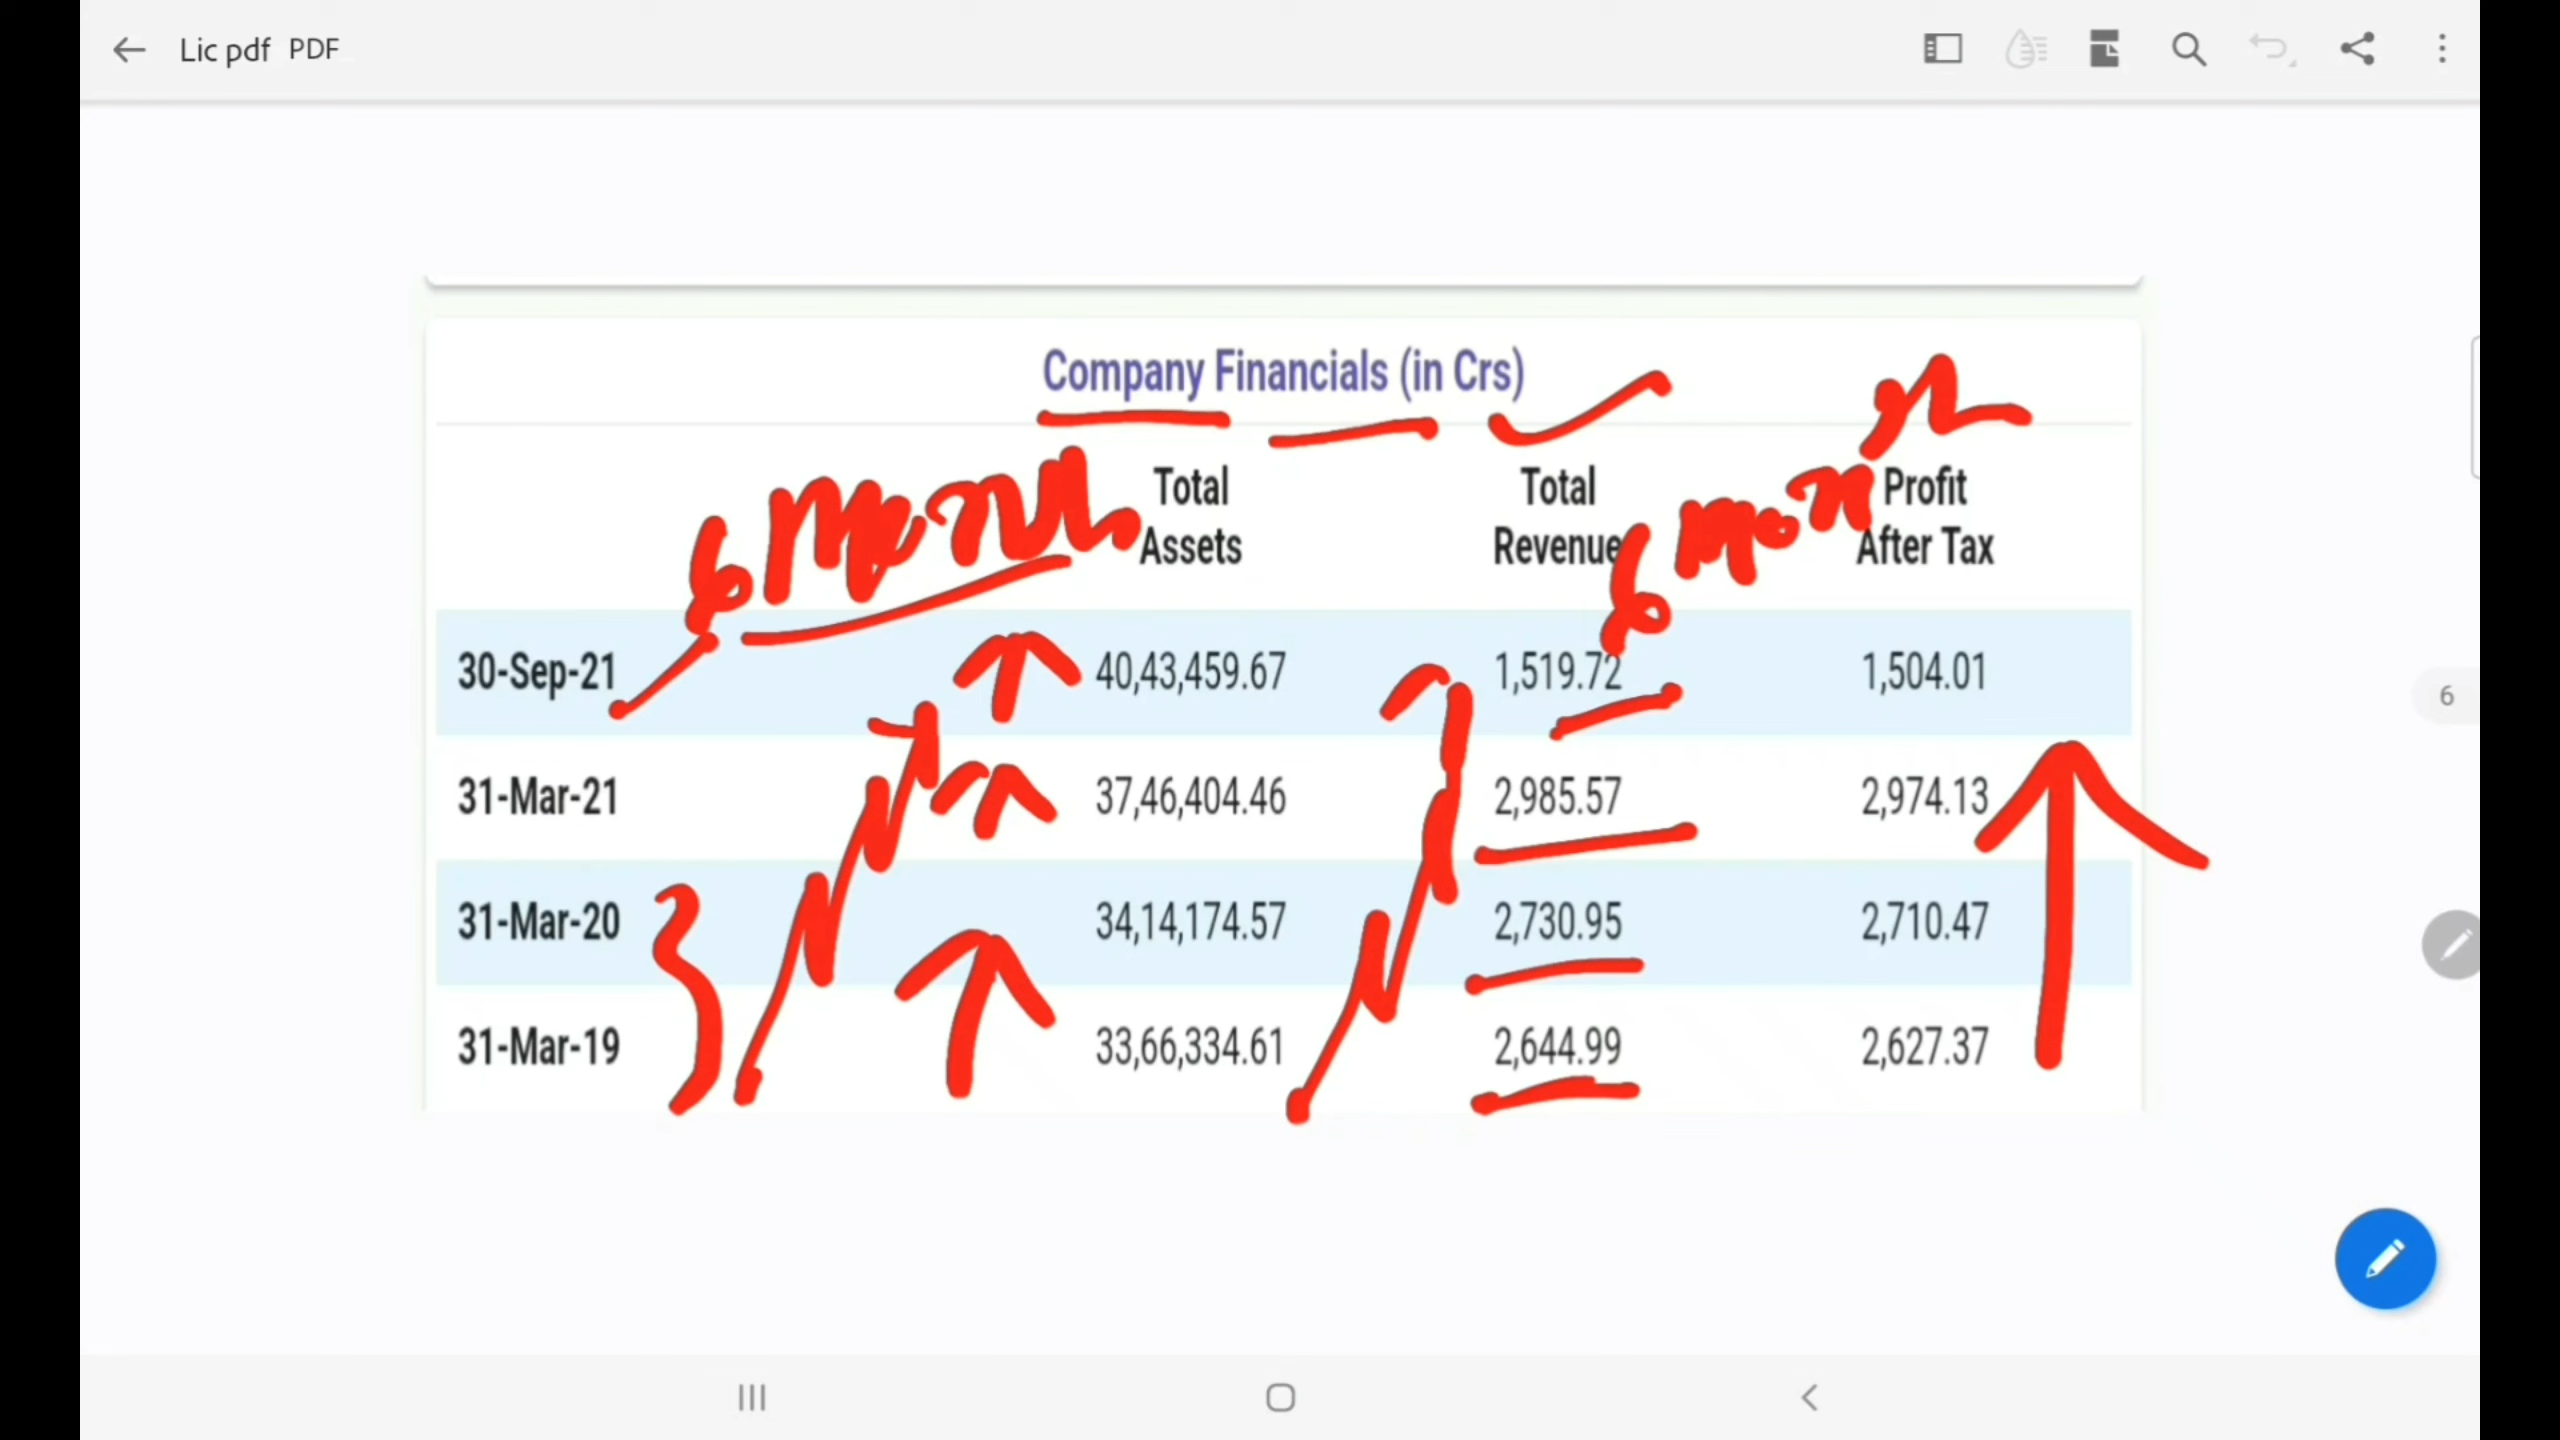 Lic pdf PDF
Company Financials (in Crs)
6 Month
6 Mon
Total Assets Total Revenue Profit After Tax
30-Sep-21 40,43,459.67 1,519.72 1,504.01
31-Mar-21 37,46,404.46 2,985.57 2,974.13
31-Mar-20 34,14,174.57 2,730.95 2,710.47
31-Mar-19 33,66,334.61 2,644.99 2,627.37
6